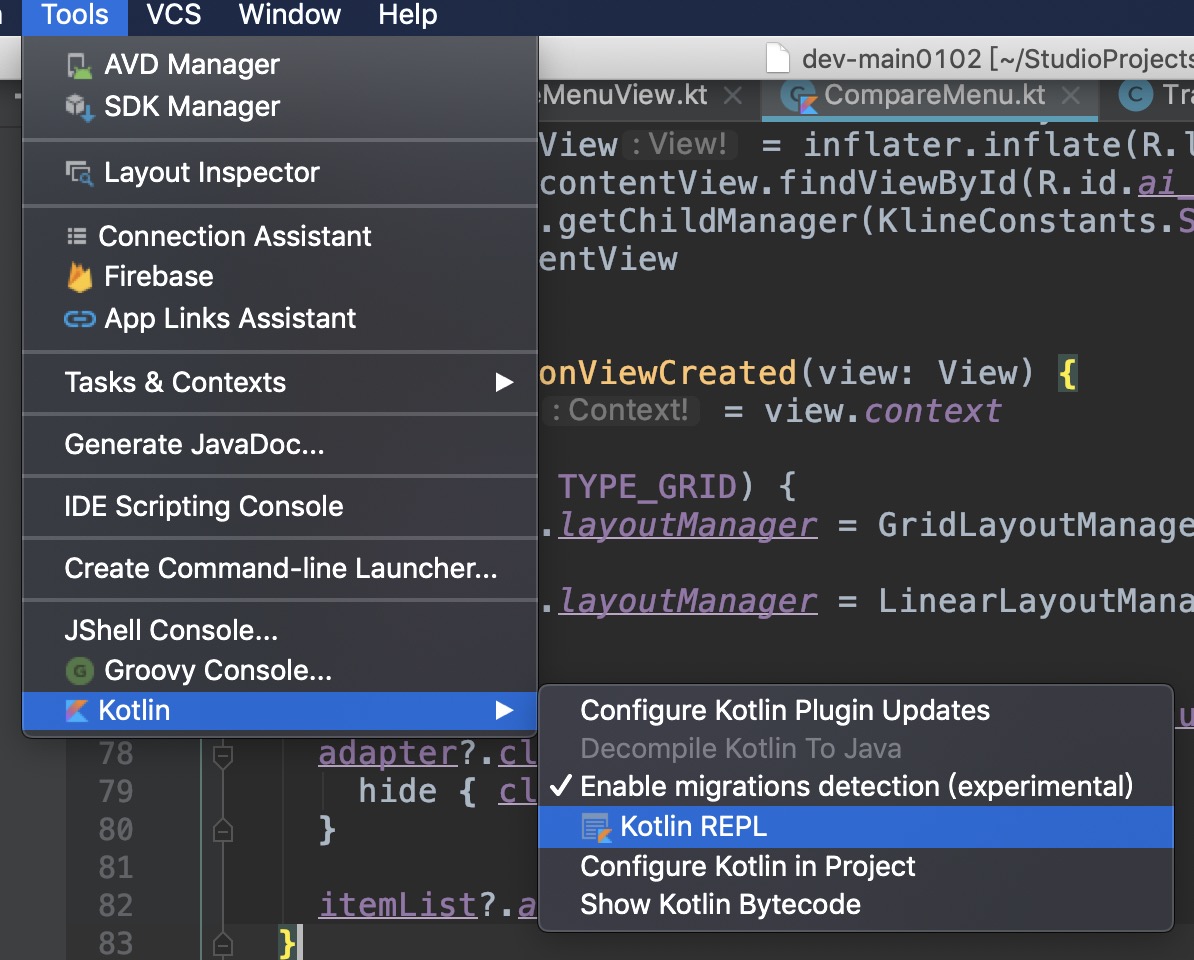 Tools VCS Window Help
AVD Manager
SDK Manager
Layout Inspector
Connection Assistant
Firebase
App Links Assistant
Tasks & Contexts
Generate JavaDoc...
IDE Scripting Console
Create Command-line Launcher...
JShell Console...
G Groovy Console...
Kotlin
Configure Kotlin Plugin Updates
Decompile Kotlin To Java
✓ Enable migrations detection (experimental)
Kotlin REPL
Configure Kotlin in Project
Show Kotlin Bytecode
dev-main0102 [~/StudioProjects
eMenuView.kt × C CompareMenu.kt × C Tra
View : View! = inflater.inflate(R.l
contentView.findViewById(R.id.ai_
.getChildManager(KlineConstants.S
entView
onViewCreated(view: View) {
: Context! = view.context
TYPE_GRID) {
.layoutManager = GridLayoutManage
.layoutManager = LinearLayoutMana
78 adapter?.cl
79 hide { cl
80 }
81
82 itemList?.a
83 }